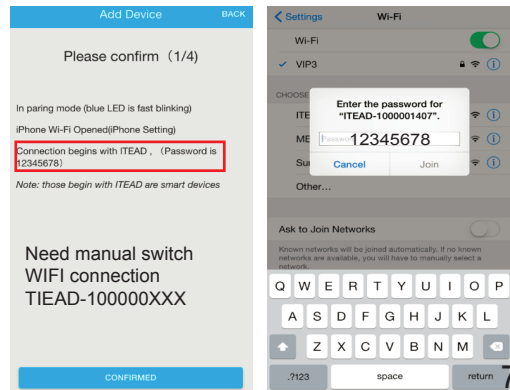 Add Device
BACK
Please confirm（1/4)
In paring mode (blue LED is fast blinking)
iPhone Wi-Fi Opened(iPhone Setting)
Connection begins with ITEAD ，（Password is
12345678）
Note: those begin with ITEAD are smart devices
Need manual switch
WIFI connection
TIEAD-100000XXX
CONFIRMED
Settings
Wi-Fi
Wi-Fi
VIP3
CHOOSE
Enter the password for
"ITEAD-1000001407".
ITE
ME
12345678
Su
Cancel
Join
Other...
Ask to Join Networks
Known networks will be joined automatically. If no known
networks are available, you will have to manually select a
network.
Q W E R T Y U I O P
A S D F G H J K L
Z X C V B N M
.?123
space
return
7